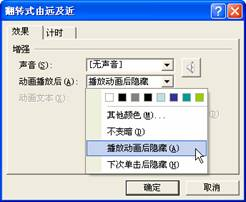 翻转式由远及近
效果 计时
增强
声音(S): [无声音]
动画播放后(A): 播放动画后隐藏
动画文本(X):
其他颜色(M)...
不变暗(D)
播放动画后隐藏(A)
下次单击后隐藏(H)
确定 取消